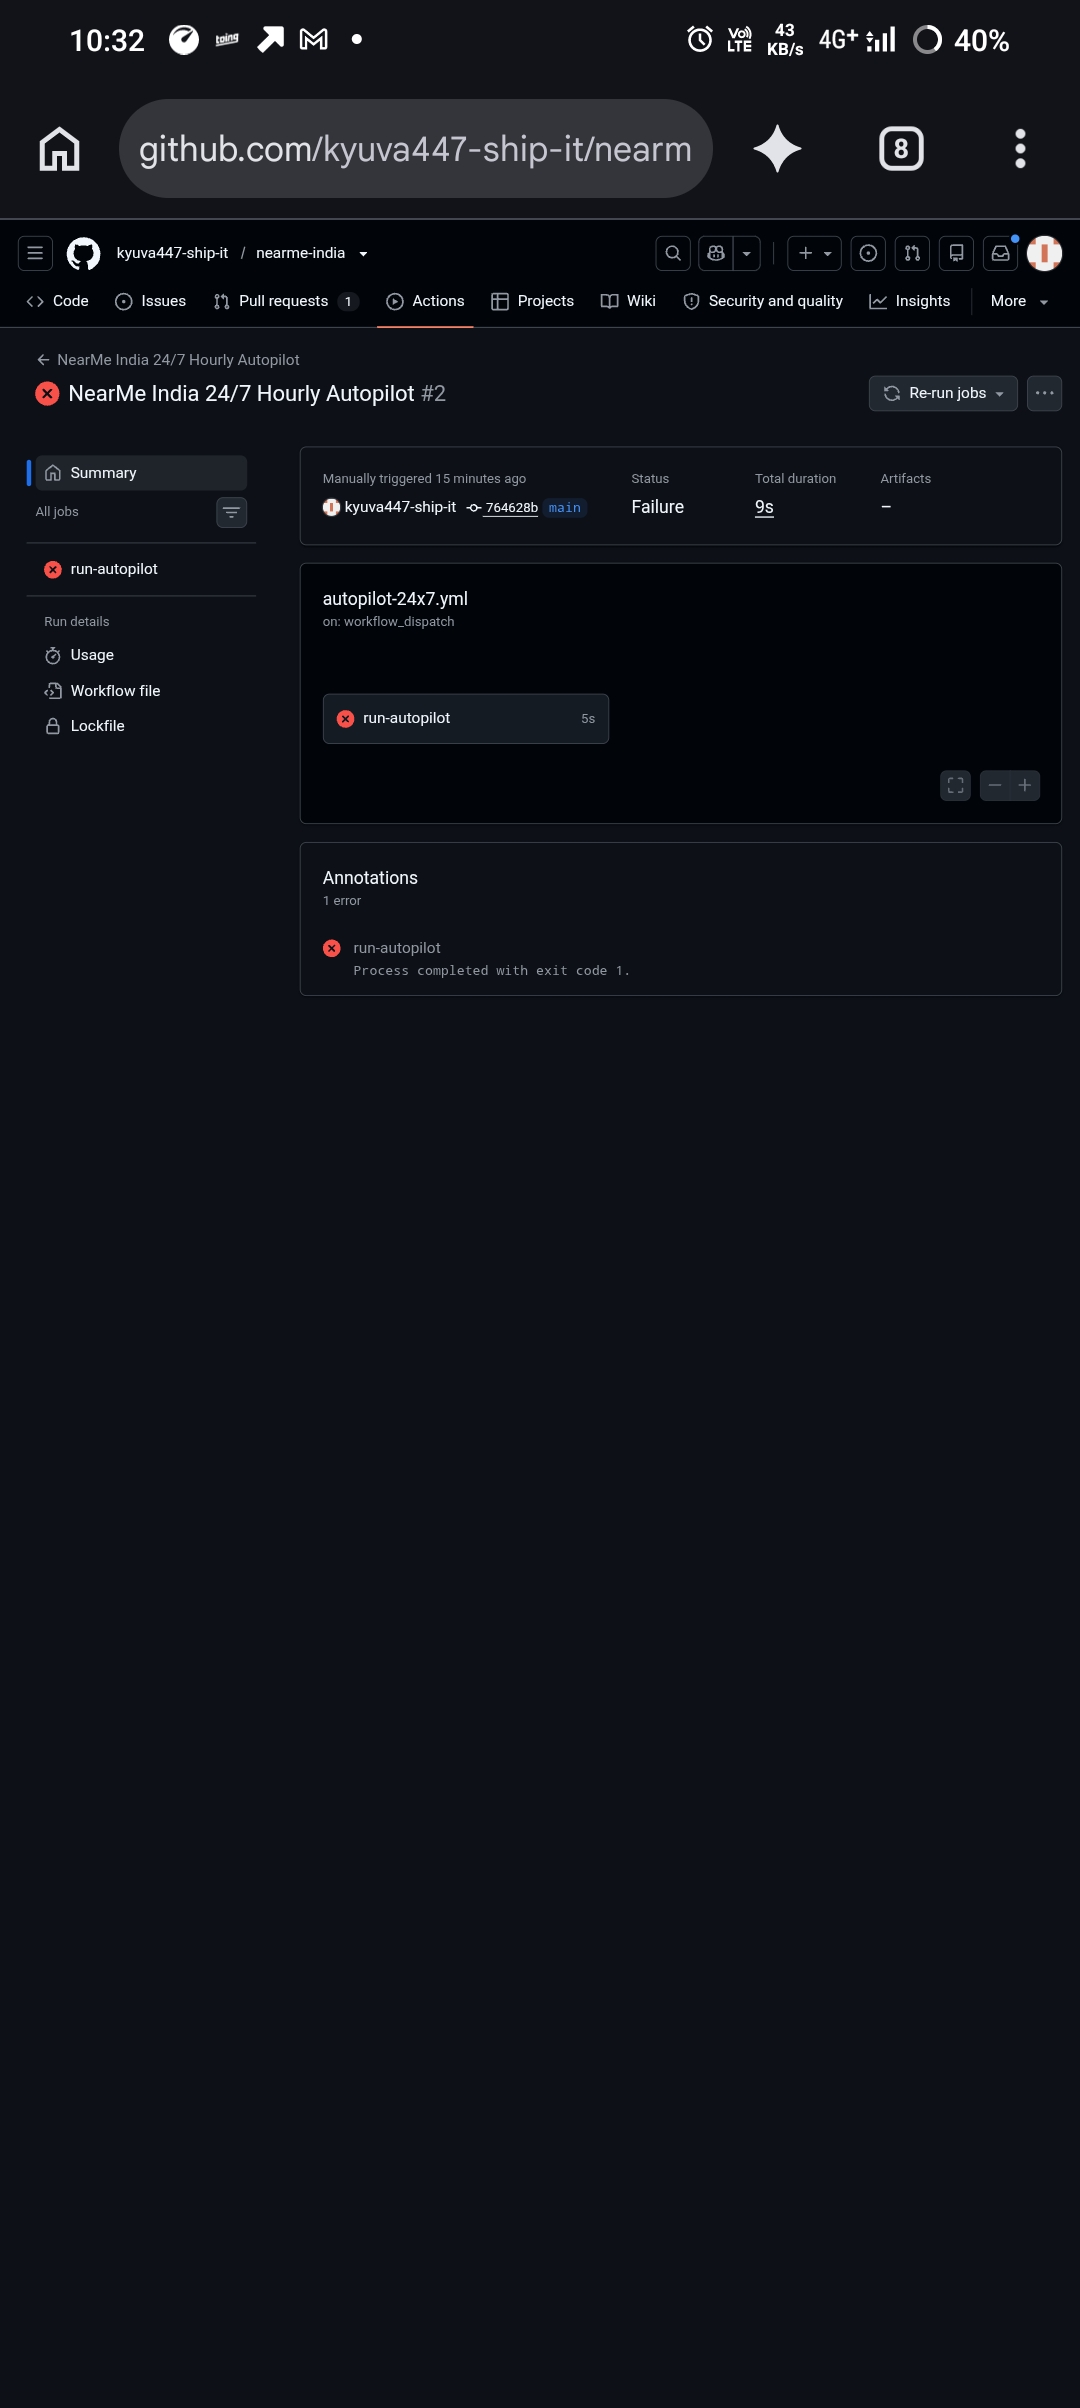 10:32
toing
Vo)) LTE
43 KB/s
4G+
40%
github.com/kyuva447-ship-it/nearm
8
kyuva447-ship-it / nearme-india
Code
Issues
Pull requests 1
Actions
Projects
Wiki
Security and quality
Insights
More
NearMe India 24/7 Hourly Autopilot
NearMe India 24/7 Hourly Autopilot #2
Re-run jobs
Summary
All jobs
run-autopilot
Run details
Usage
Workflow file
Lockfile
Manually triggered 15 minutes ago
kyuva447-ship-it 764628b main
Status
Failure
Total duration
9s
Artifacts
–
autopilot-24x7.yml
on: workflow_dispatch
run-autopilot 5s
Annotations
1 error
run-autopilot
Process completed with exit code 1.